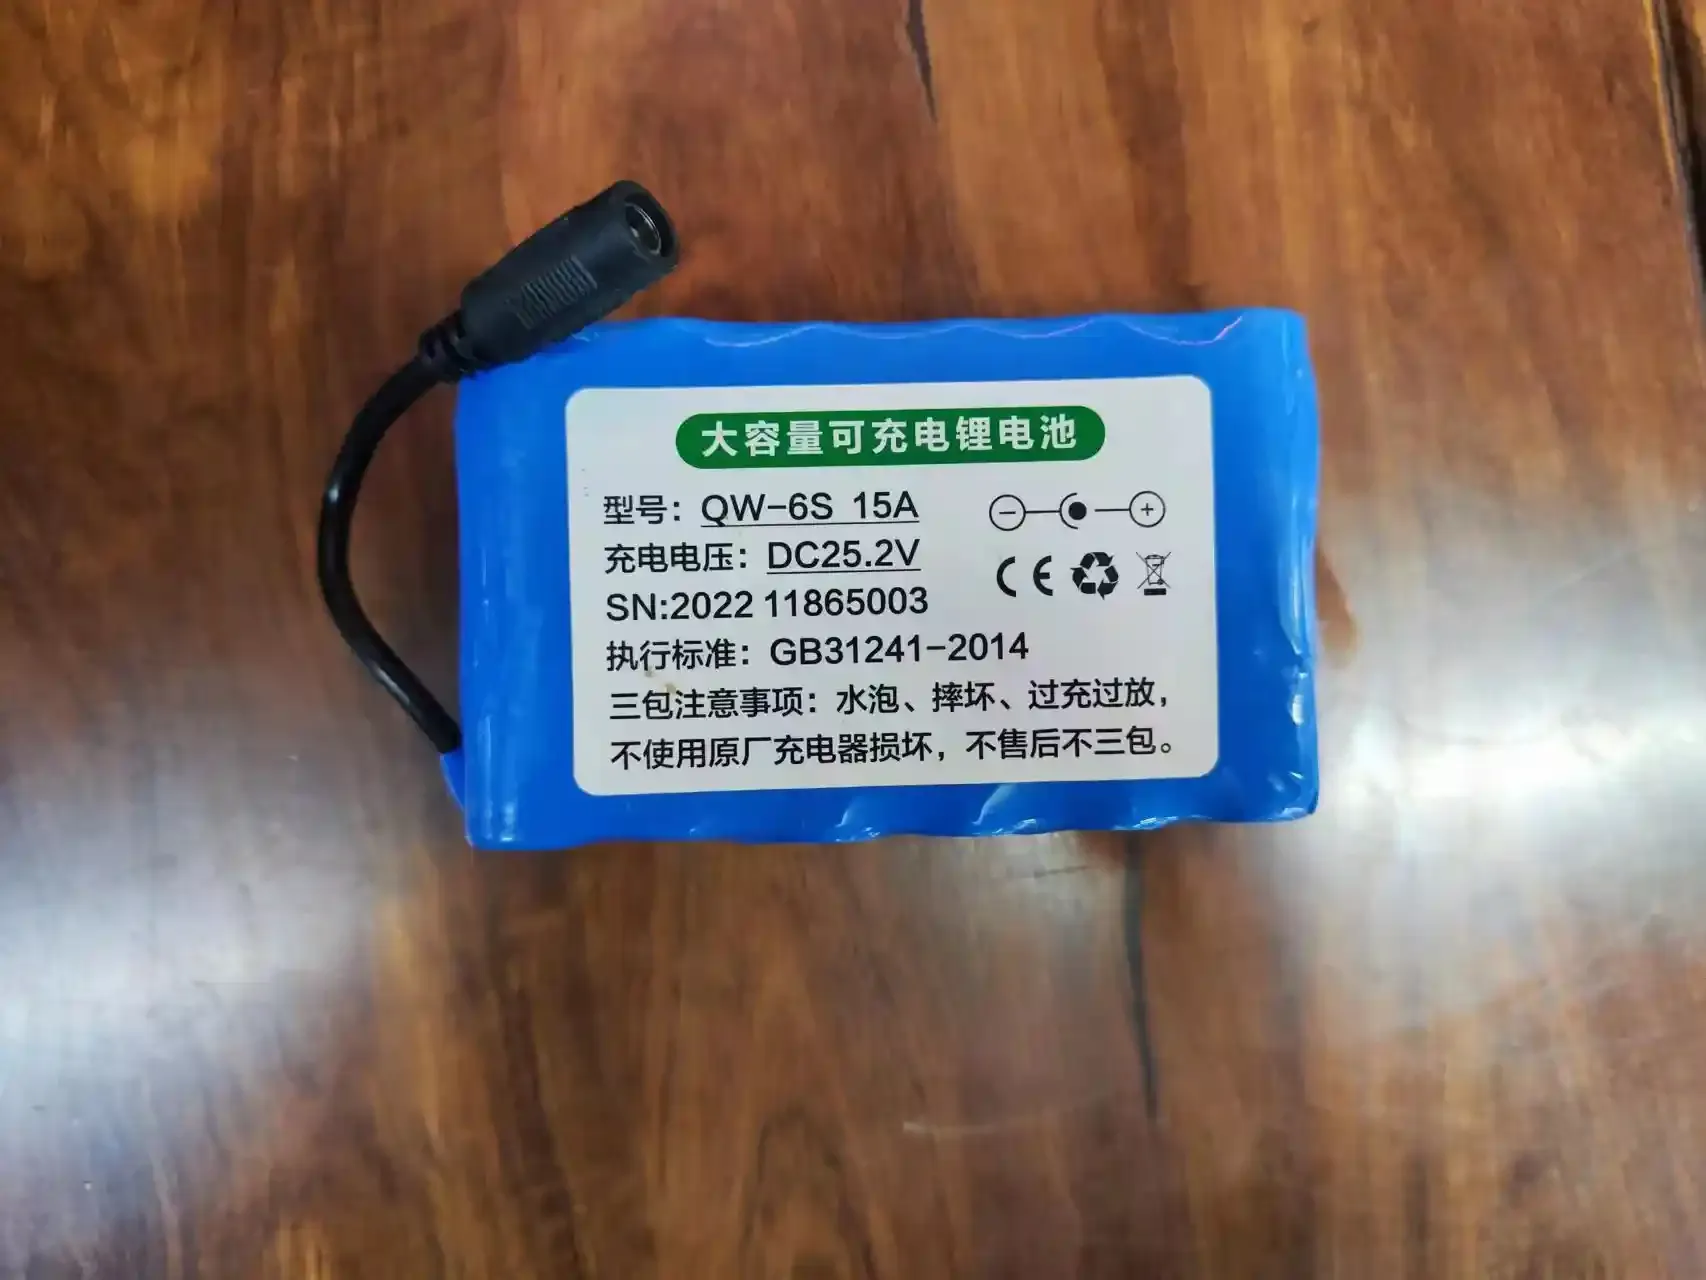 大容量可充电锂电池
型号：QW-6S 15A
充电电压：DC25.2V
SN:2022 11865003
执行标准：GB31241-2014
三包注意事项：水泡、摔坏、过充过放，
不使用原厂充电器损坏，不售后不三包。
CE